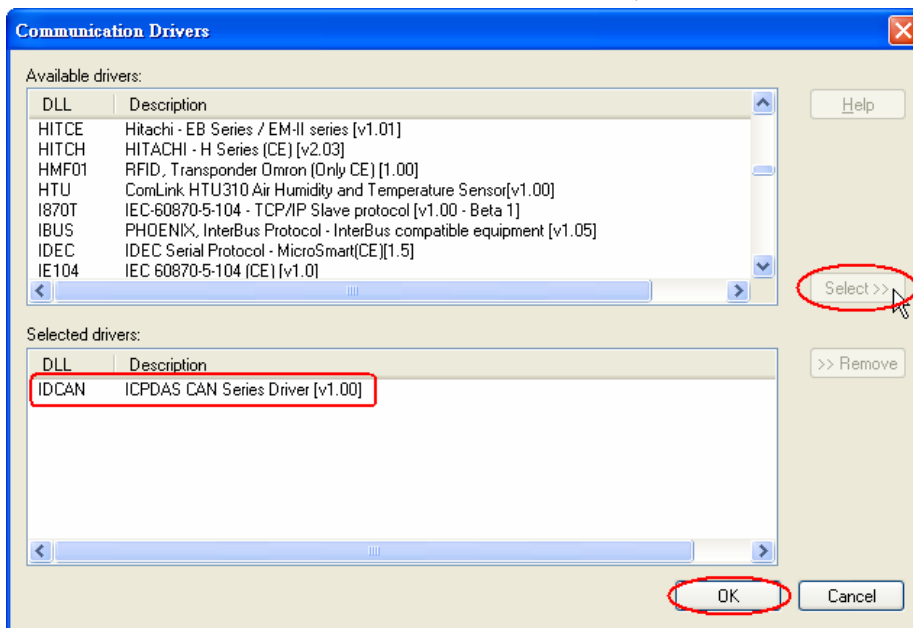 Communication Drivers
Available drivers:
DLL Description
HITCE Hitachi - EB Series / EM-II series [v1.01]
HITCH HITACHI - H Series (CE) [v2.03]
HMF01 RFID, Transponder Omron (Only CE) [1.00]
HTU ComLink HTU310 Air Humidity and Temperature Sensor[v1.00]
I870T IEC-60870-5-104 - TCP/IP Slave protocol [v1.00 - Beta 1]
IBUS PHOENIX, InterBus Protocol - InterBus compatible equipment [v1.05]
IDEC IDEC Serial Protocol - MicroSmart(CE)[1.5]
IE104 IEC 60870-5-104 (CE) [v1.0]
Help
Select >>
Selected drivers:
DLL Description
IDCAN ICPDAS CAN Series Driver [v1.00]
>> Remove
OK Cancel